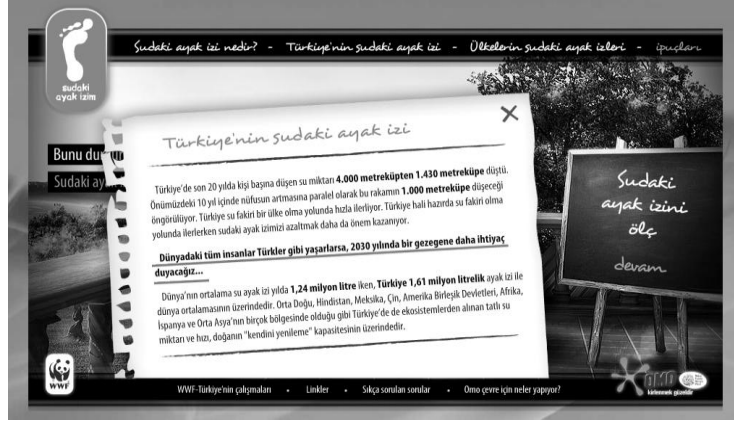 Sudaki ayak izi nedir? - Türkiye'nin sudaki ayak izi - Ülkelerin sudaki ayak izleri - ipuçları
sudaki
ayak izim
Bunu
Sudaki
Türkiye'nin sudaki ayak izi
Türkiye'de son 20 yılda kişi başına düşen su miktarı 4.000 metreküpten 1.430 metreküpe düştü.
Önümüzdeki 10 yıl içinde nüfusun artmasına paralel olarak bu rakamın 1.000 metreküpe düşeceği
öngörülüyor. Türkiye su fakiri bir ülke olma yolunda hızla ilerliyor. Türkiye hali hazırda su fakiri olma
yolunda ilerlerken sudaki ayak izimizi azaltmak daha da önem kazanıyor.
Dünyadaki tüm insanlar Türkler gibi yaşarlarsa, 2030 yılında bir gezegene daha ihtiyaç
duyacağız...
Dünya'nın ortalama su ayak izi yılda 1,24 milyon litre iken, Türkiye 1,61 milyon litrelik ayak izi ile
dünya ortalamasının üzerindedir. Orta Doğu, Hindistan, Meksika, Çin, Amerika Birleşik Devletleri, Afrika,
İspanya ve Orta Asya'nın birçok bölgesinde olduğu gibi Türkiye'de de ekosistemlerden alınan tatlı su
miktarı ve hızı, doğanın "kendini yenileme" kapasitesinin üzerindedir.
Sudaki
ayak izini
ölç
devam
WWF
WWF-Türkiye'nin çalışmaları • Linkler • Sıkça sorulan sorular • Omo çevre için neler yapıyor?
OMO
kirlenmek güzeldir